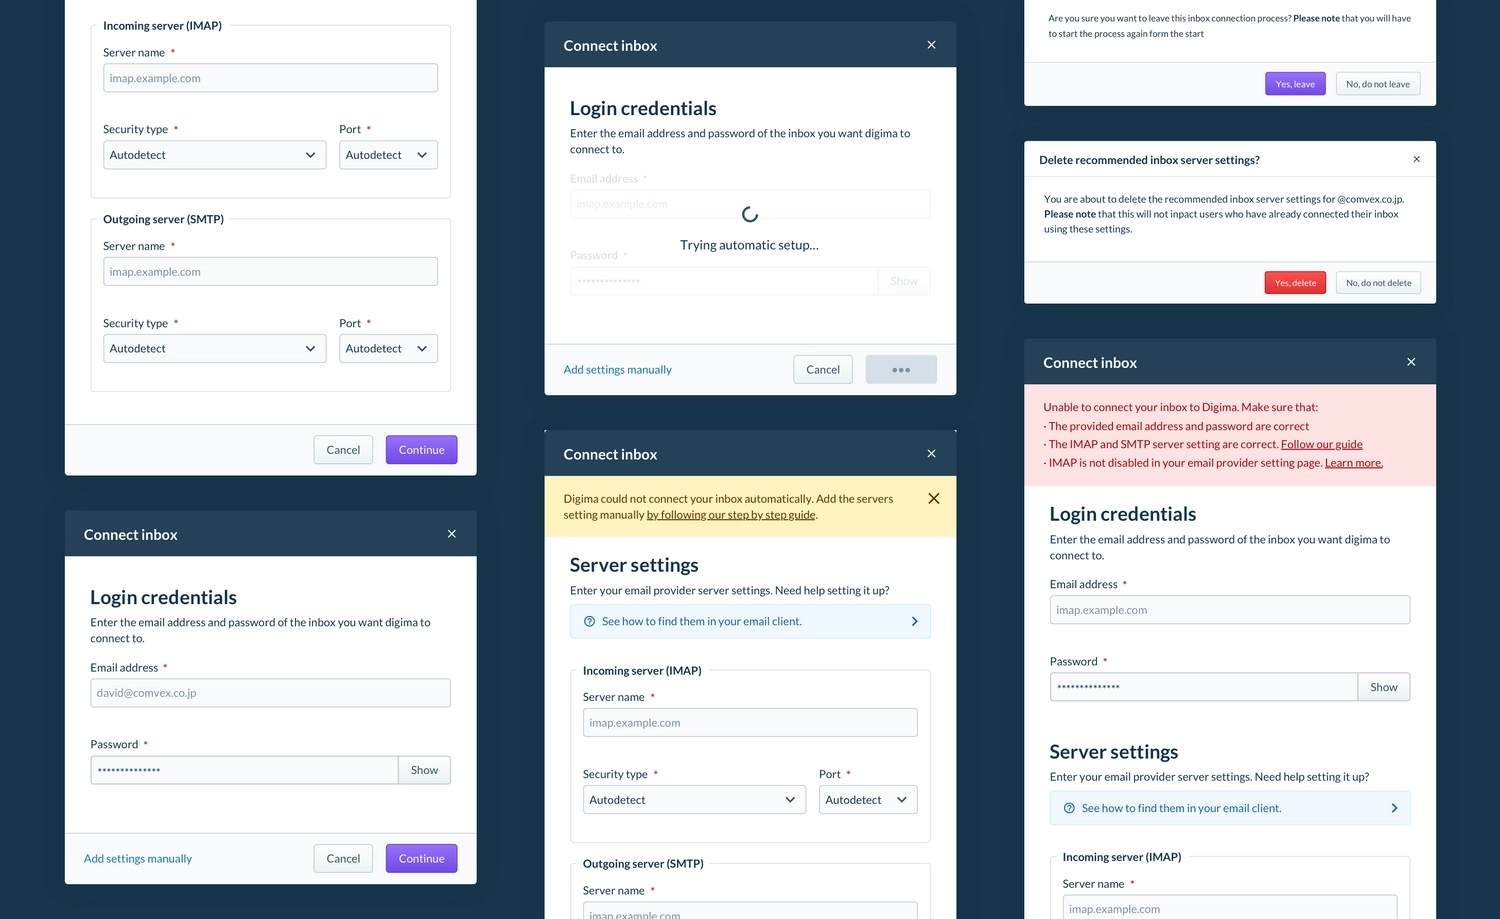 Incoming server (IMAP)
Server name *
imap.example.com
Security type *
Port *
Autodetect
Autodetect
Outgoing server (SMTP)
Server name *
imap.example.com
Security type *
Port *
Autodetect
Autodetect
Cancel
Continue
Connect inbox
Login credentials
Enter the email address and password of the inbox you want digima to
connect to.
Email address *
david@comvex.co.jp
Password *
**************
Show
Add settings manually
Cancel
Continue
Connect inbox
Login credentials
Enter the email address and password of the inbox you want digima to
connect to.
Email address *
imap.example.com
Trying automatic setup...
Password *
**************
Show
Add settings manually
Cancel
Connect inbox
Digima could not connect your inbox automatically. Add the servers
setting manually by following our step by step guide.
Server settings
Enter your email provider server settings. Need help setting it up?
See how to find them in your email client.
Incoming server (IMAP)
Server name *
imap.example.com
Security type *
Port *
Autodetect
Autodetect
Outgoing server (SMTP)
Server name *
imap.example.com
Are you sure you want to leave this inbox connection process? Please note that you will have
to start the process again form the start
Yes, leave
No, do not leave
Delete recommended inbox server settings?
You are about to delete the recommended inbox server settings for @comvex.co.jp.
Please note that this will not inpact users who have already connected their inbox
using these settings.
Yes, delete
No, do not delete
Connect inbox
Unable to connect your inbox to Digima. Make sure that:
· The provided email address and password are correct
· The IMAP and SMTP server setting are correct. Follow our guide
· IMAP is not disabled in your email provider setting page. Learn more.
Login credentials
Enter the email address and password of the inbox you want digima to
connect to.
Email address *
imap.example.com
Password *
**************
Show
Server settings
Enter your email provider server settings. Need help setting it up?
See how to find them in your email client.
Incoming server (IMAP)
Server name *
imap.example.com